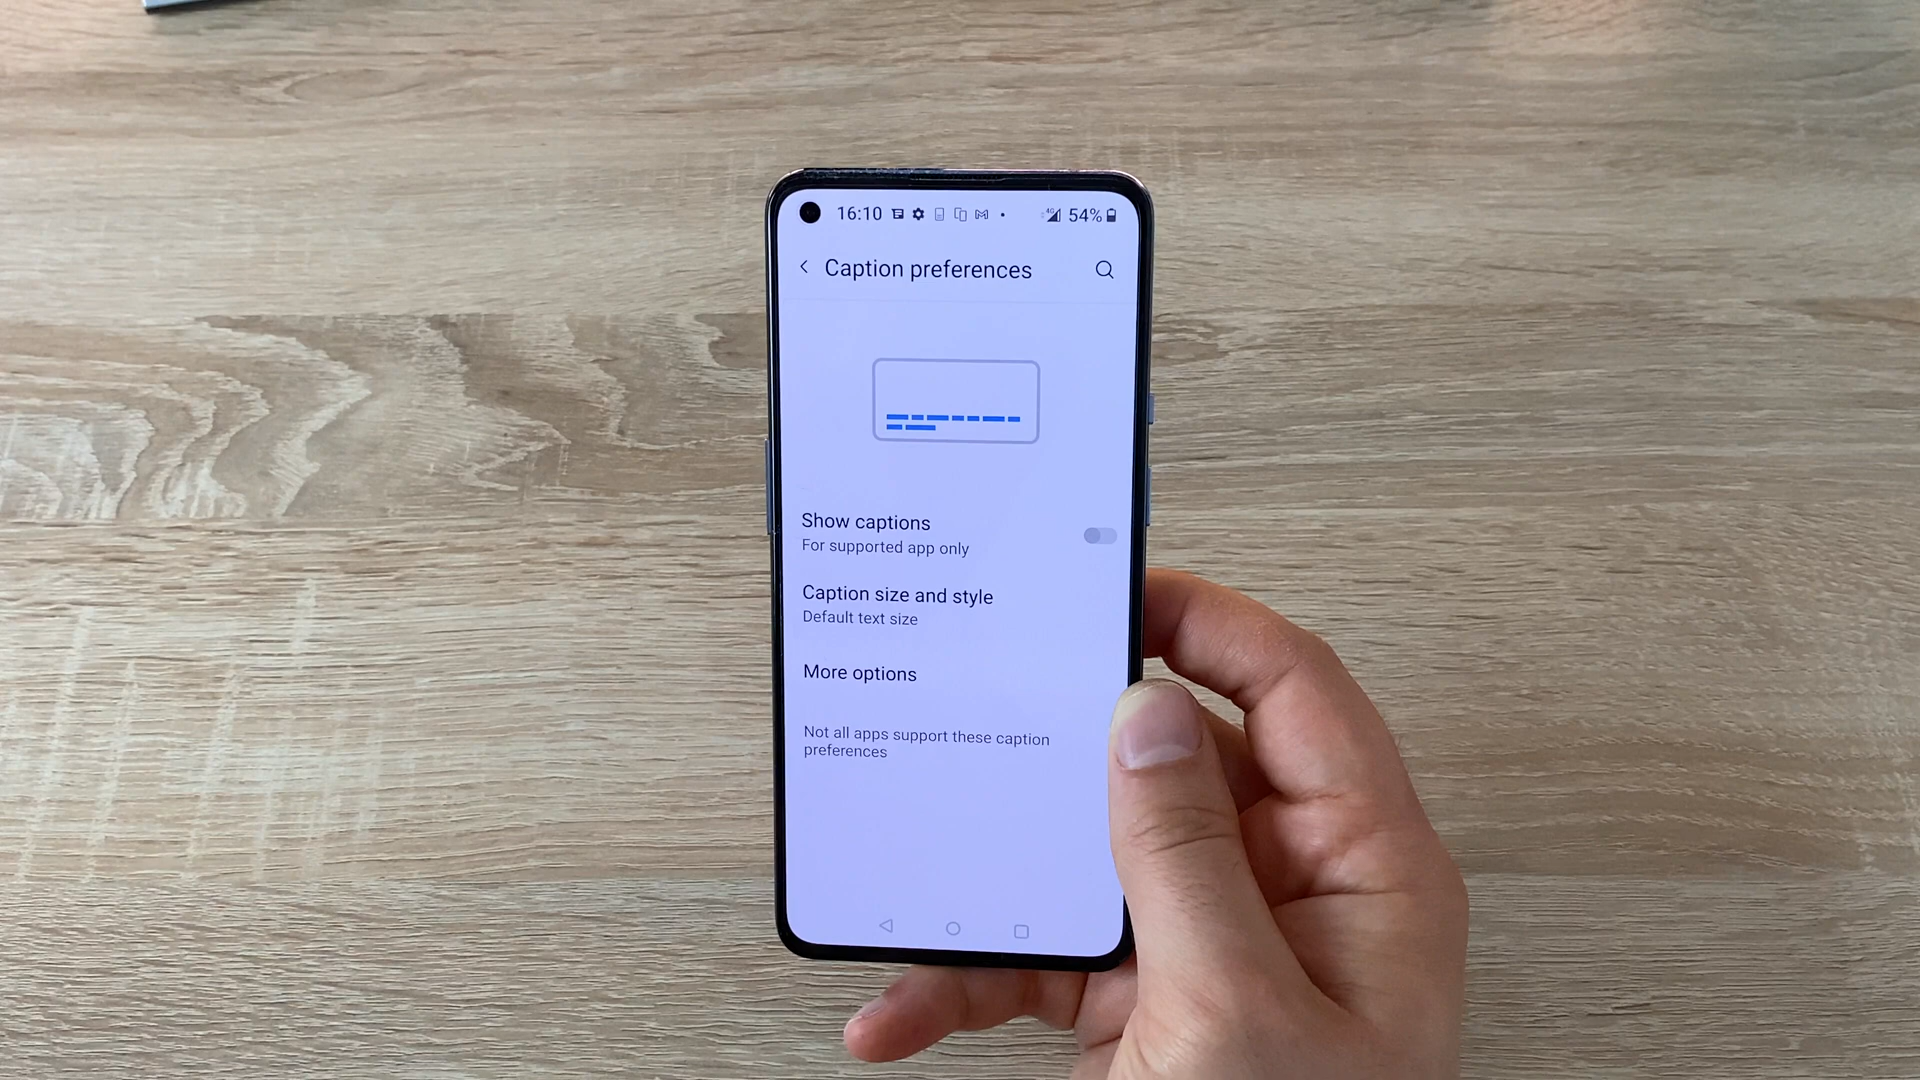 16:10 4G 54%
Caption preferences
Show captions
For supported app only
Caption size and style
Default text size
More options
Not all apps support these caption
preferences